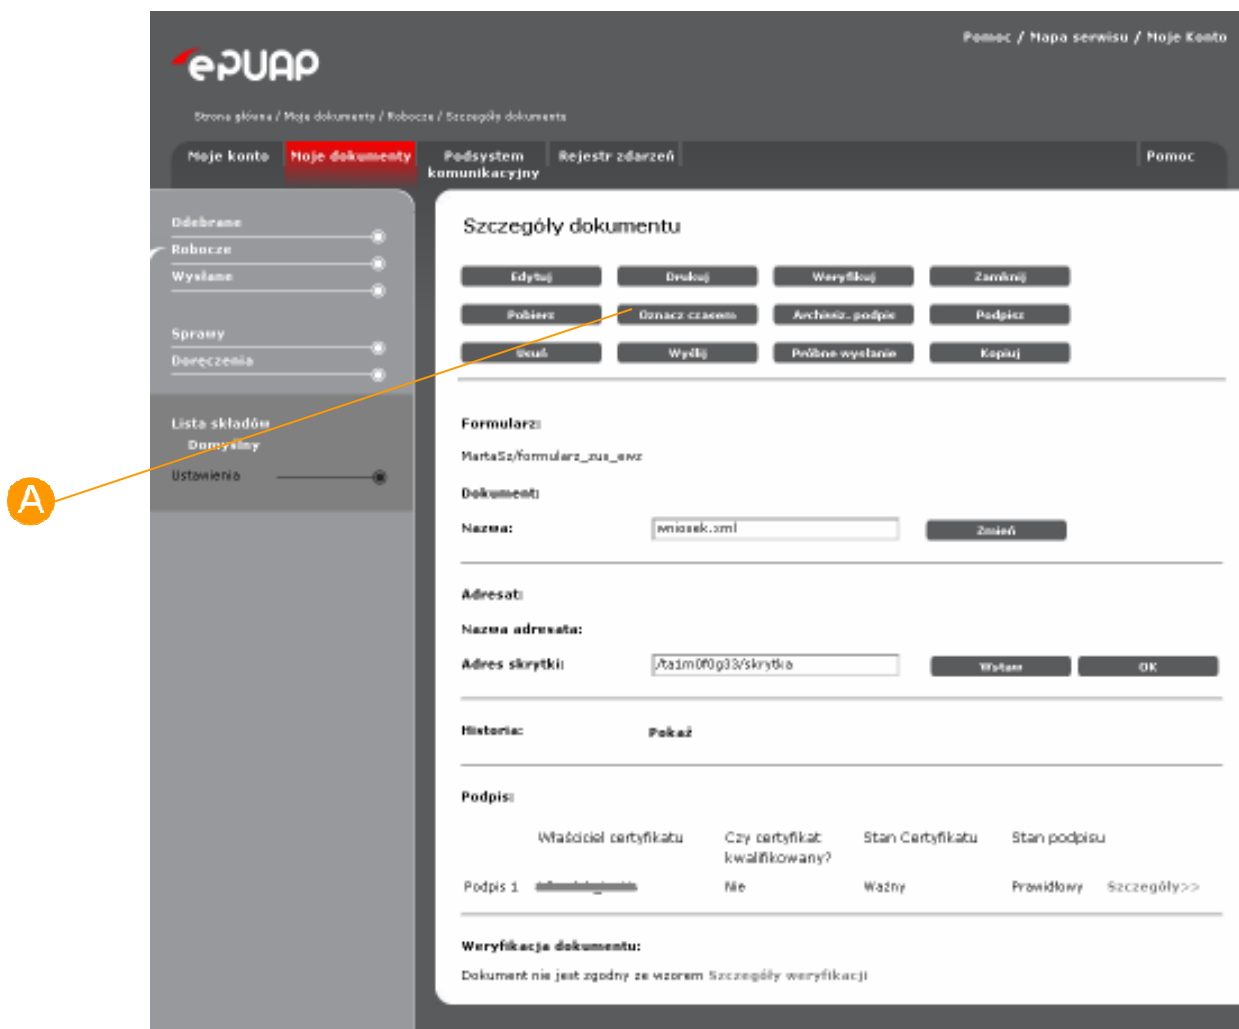 Pomoc / Mapa serwisu / Moje Konto
ePUAP
Strona główna / Moje dokumenty / Robocze / Szczegóły dokumentu
Moje konto
Moje dokumenty
Podsystem
komunikacyjny
Rejestr zdarzeń
Pomoc
Odebrane
Robocze
Wysłane
Sprawy
Doręczenia
Lista składów
Domyślny
Ustawienia
A
Szczegóły dokumentu
Edytuj Drukuj Weryfikuj Zamknij
Pobierz Oznacz czasem Archiwiz. podpis Podpisz
Usuń Wyślij Próbne wysłanie Kopiuj
Formularz:
MartaSz/formularz_zus_ewz
Dokument:
Nazwa: wniosek.xml Zmień
Adresat:
Nazwa adresata:
Adres skrytki: /ta1m0f0g33/skrytka Wstaw OK
Historia: Pokaż
Podpis:
Właściciel certyfikatu Czy certyfikat Stan Certyfikatu Stan podpisu
kwalifikowany?
Podpis 1 Nie Ważny Prawidłowy Szczegóły>>
Weryfikacja dokumentu:
Dokument nie jest zgodny ze wzorem Szczegóły weryfikacji